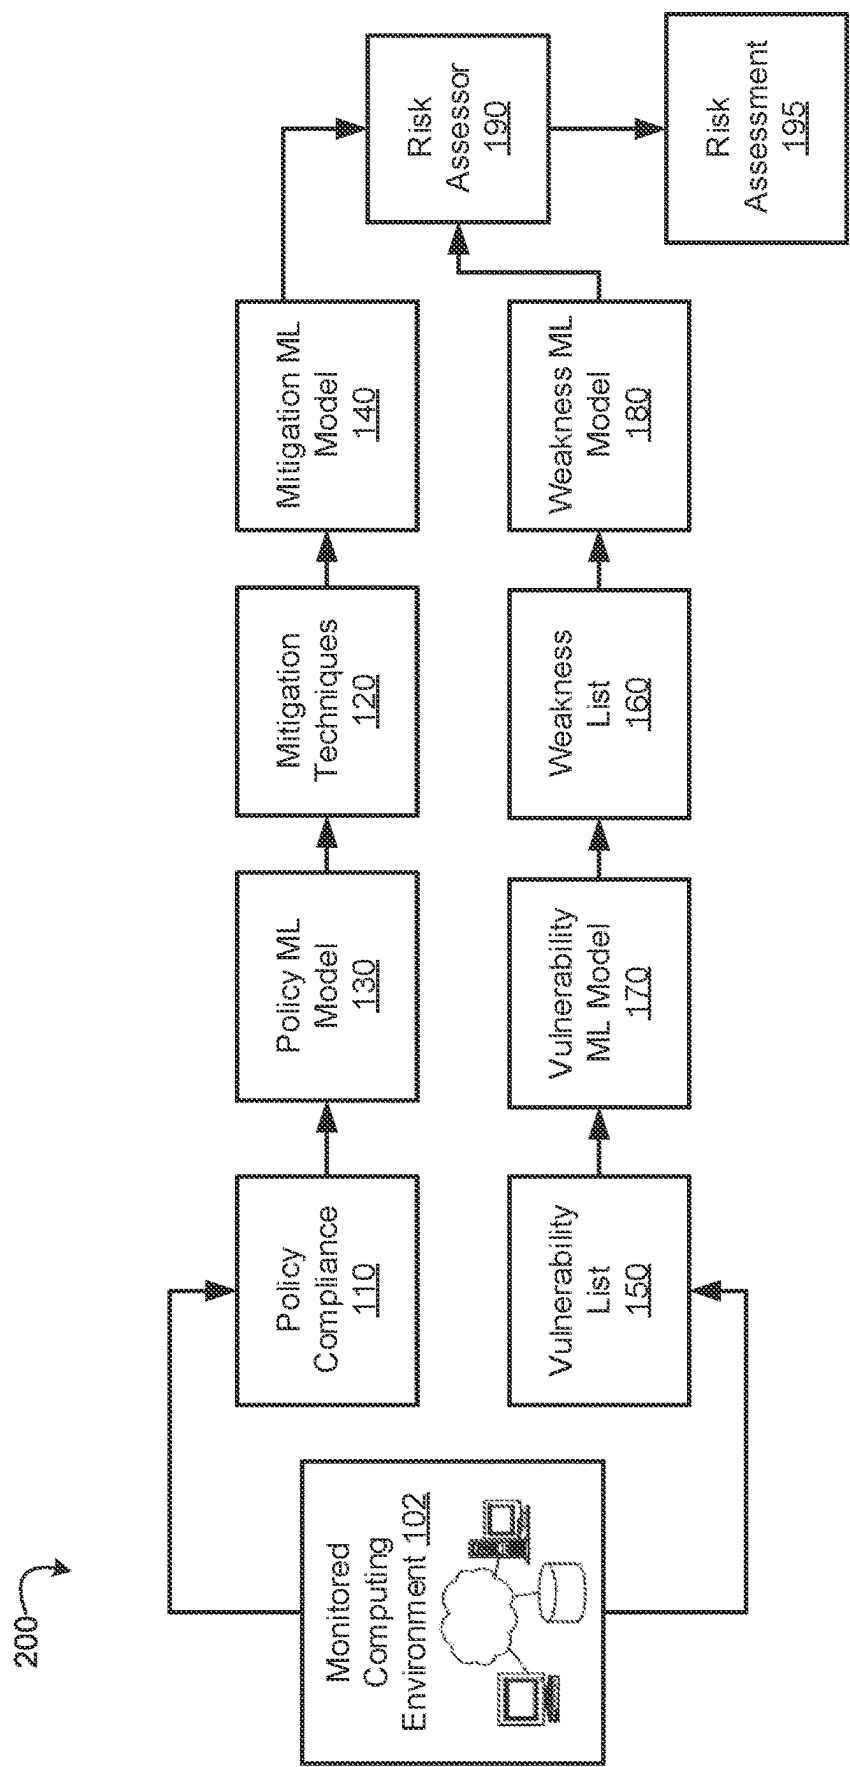 200
Monitored
Computing
Environment 102
Policy
Compliance
110
Policy ML
Model
130
Mitigation
Techniques
120
Mitigation ML
Model
140
Vulnerability
List
150
Vulnerability
ML Model
170
Weakness
List
160
Weakness ML
Model
180
Risk
Assessor
190
Risk
Assessment
195